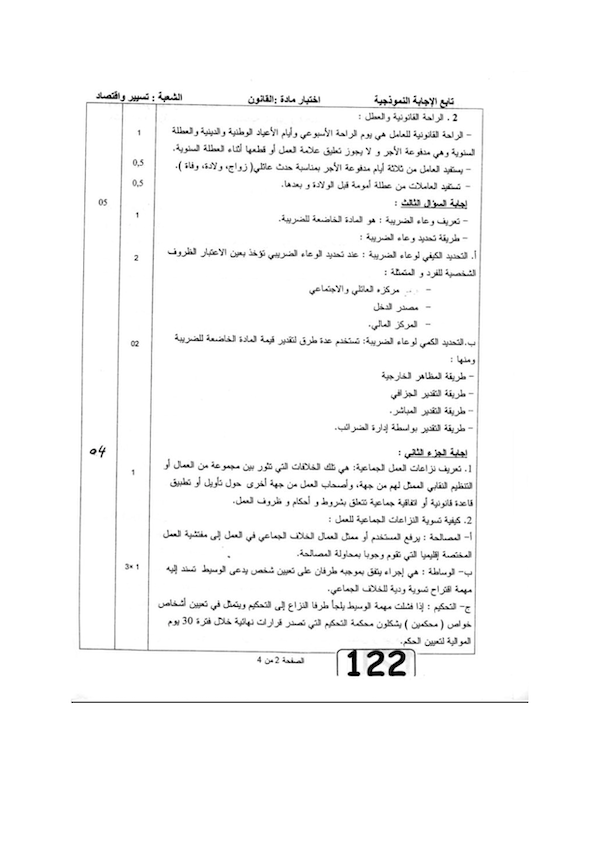 تابع الإجابة النموذجية اختبار مادة :القانون الشعبة : تسيير واقتصاد
2 . الراحة القانونية والعطل :
– الراحة القانونية للعامل هي يوم الراحة الأسبوعي وأيام الأعياد الوطنية والدينية والعطلة 1
السنوية وهي مدفوعة الأجر و لا يجوز تعليق علامة العمل أو قطعها أثناء العطلة السنوية.
– يستفيد العامل من ثلاثة أيام مدفوعة الأجر بمناسبة حدث عائلي( زواج، ولادة، وفاة ). 0,5
– تستفيد العاملات من عطلة أمومة قبل الولادة و بعدها. 0,5
إجابة السؤال الثالث : 05
– تعريف وعاء الضريبة : هو المادة الخاضعة للضريبة. 1
– طريقة تحديد وعاء الضريبة :
أ. التحديد الكيفي لوعاء الضريبة : عند تحديد الوعاء الضريبي تؤخذ بعين الاعتبار الظروف 2
الشخصية للفرد و المتمثلة :
– مركزه العائلي والاجتماعي
– مصدر الدخل
– المركز المالي.
ب.التحديد الكمي لوعاء الضريبة: تستخدم عدة طرق لتقدير قيمة المادة الخاضعة للضريبة 02
ومنها :
– طريقة المظاهر الخارجية
– طريقة التقدير الجزافي
– طريقة التقدير المباشر.
– طريقة التقدير بواسطة إدارة الضرائب.
إجابة الجزء الثاني : 04
1. تعريف نزاعات العمل الجماعية: هي تلك الخلافات التي تثور بين مجموعة من العمال أو 1
التنظيم النقابي الممثل لهم من جهة، وأصحاب العمل من جهة أخرى حول تأويل أو تطبيق
قاعدة قانونية أو اتفاقية جماعية تتعلق بشروط و أحكام و ظروف العمل.
2. كيفية تسوية النزاعات الجماعية للعمل :
أ– المصالحة : يرفع المستخدم أو ممثل العمال الخلاف الجماعي في العمل إلى مفتشية العمل
المختصة إقليميا التي تقوم وجوبا بمحاولة المصالحة.
ب– الوساطة : هي إجراء يتفق بموجبه طرفان على تعيين شخص يدعى الوسيط تسند إليه 3×1
مهمة اقتراح تسوية ودية للخلاف الجماعي.
ج– التحكيم : إذا فشلت مهمة الوسيط يلجأ طرفا النزاع إلى التحكيم ويتمثل في تعيين أشخاص
خواص ( محكمين ) يشكلون محكمة التحكيم التي تصدر قرارات نهائية خلال فترة 30 يوم
الموالية لتعيين الحكم.
122 الصفحة 2 من 4